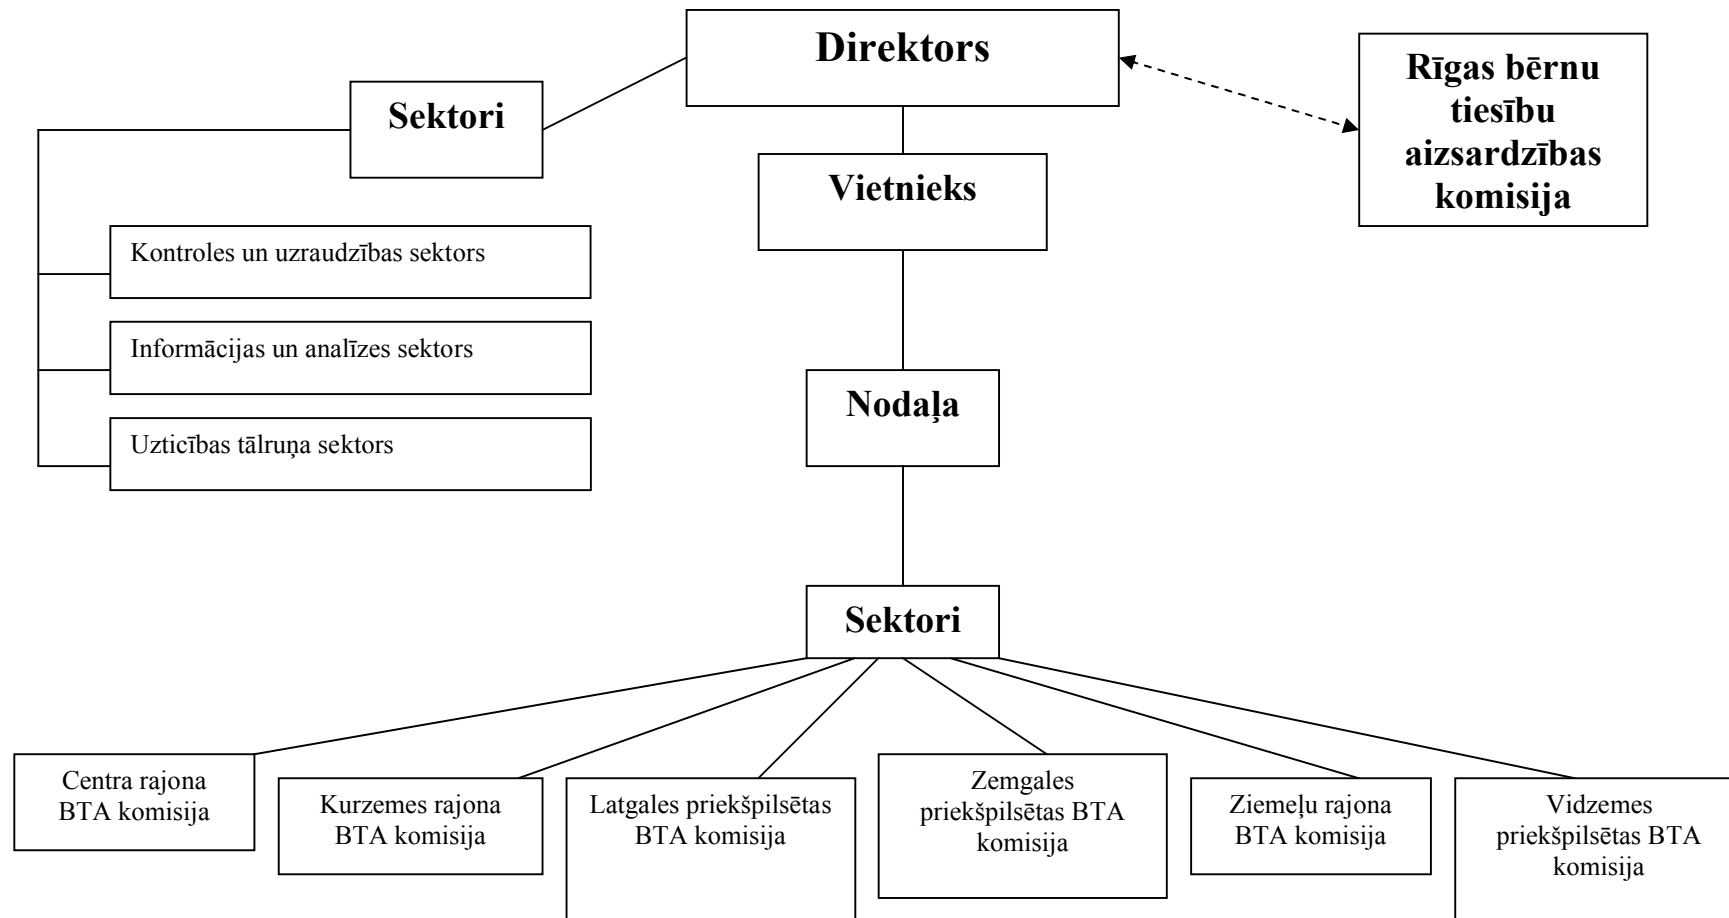 Direktors
Rīgas bērnu
tiesību
aizsardzības
komisija
Sektori
Vietnieks
Kontroles un uzraudzības sektors
Informācijas un analīzes sektors
Uzticības tālruņa sektors
Nodaļa
Sektori
Centra rajona
BTA komisija
Kurzemes rajona
BTA komisija
Latgales priekšpilsētas
BTA komisija
Zemgales
priekšpilsētas BTA
komisija
Ziemeļu rajona
BTA komisija
Vidzemes
priekšpilsētas BTA
komisija